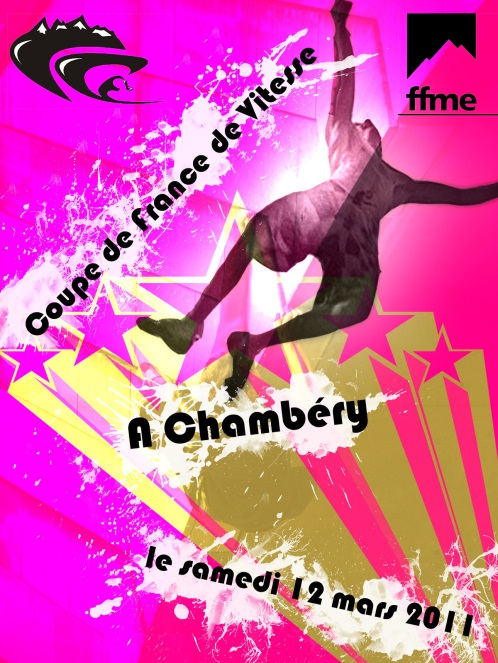 ffme
Coupe de France de Vitesse
A Chambéry
le samedi 12 mars 2011